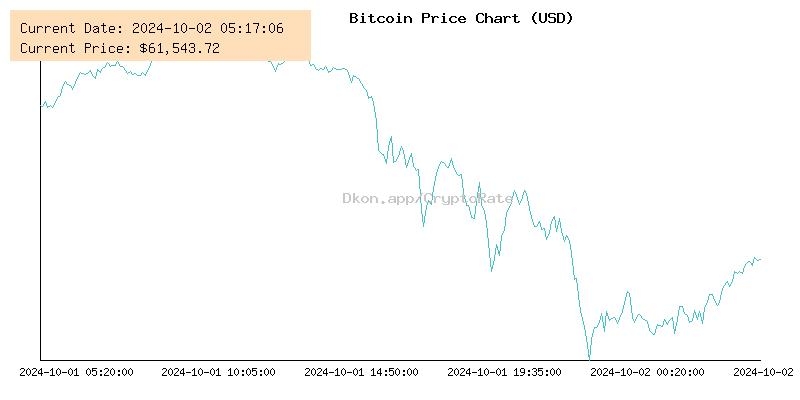 Bitcoin Price Chart (USD)
Current Date: 2024-10-02 05:17:06
Current Price: $61,543.72
Dkon.app/CryptoRate
2024-10-01 05:20:00
2024-10-01 10:05:00
2024-10-01 14:50:00
2024-10-01 19:35:00
2024-10-02 00:20:00
2024-10-02